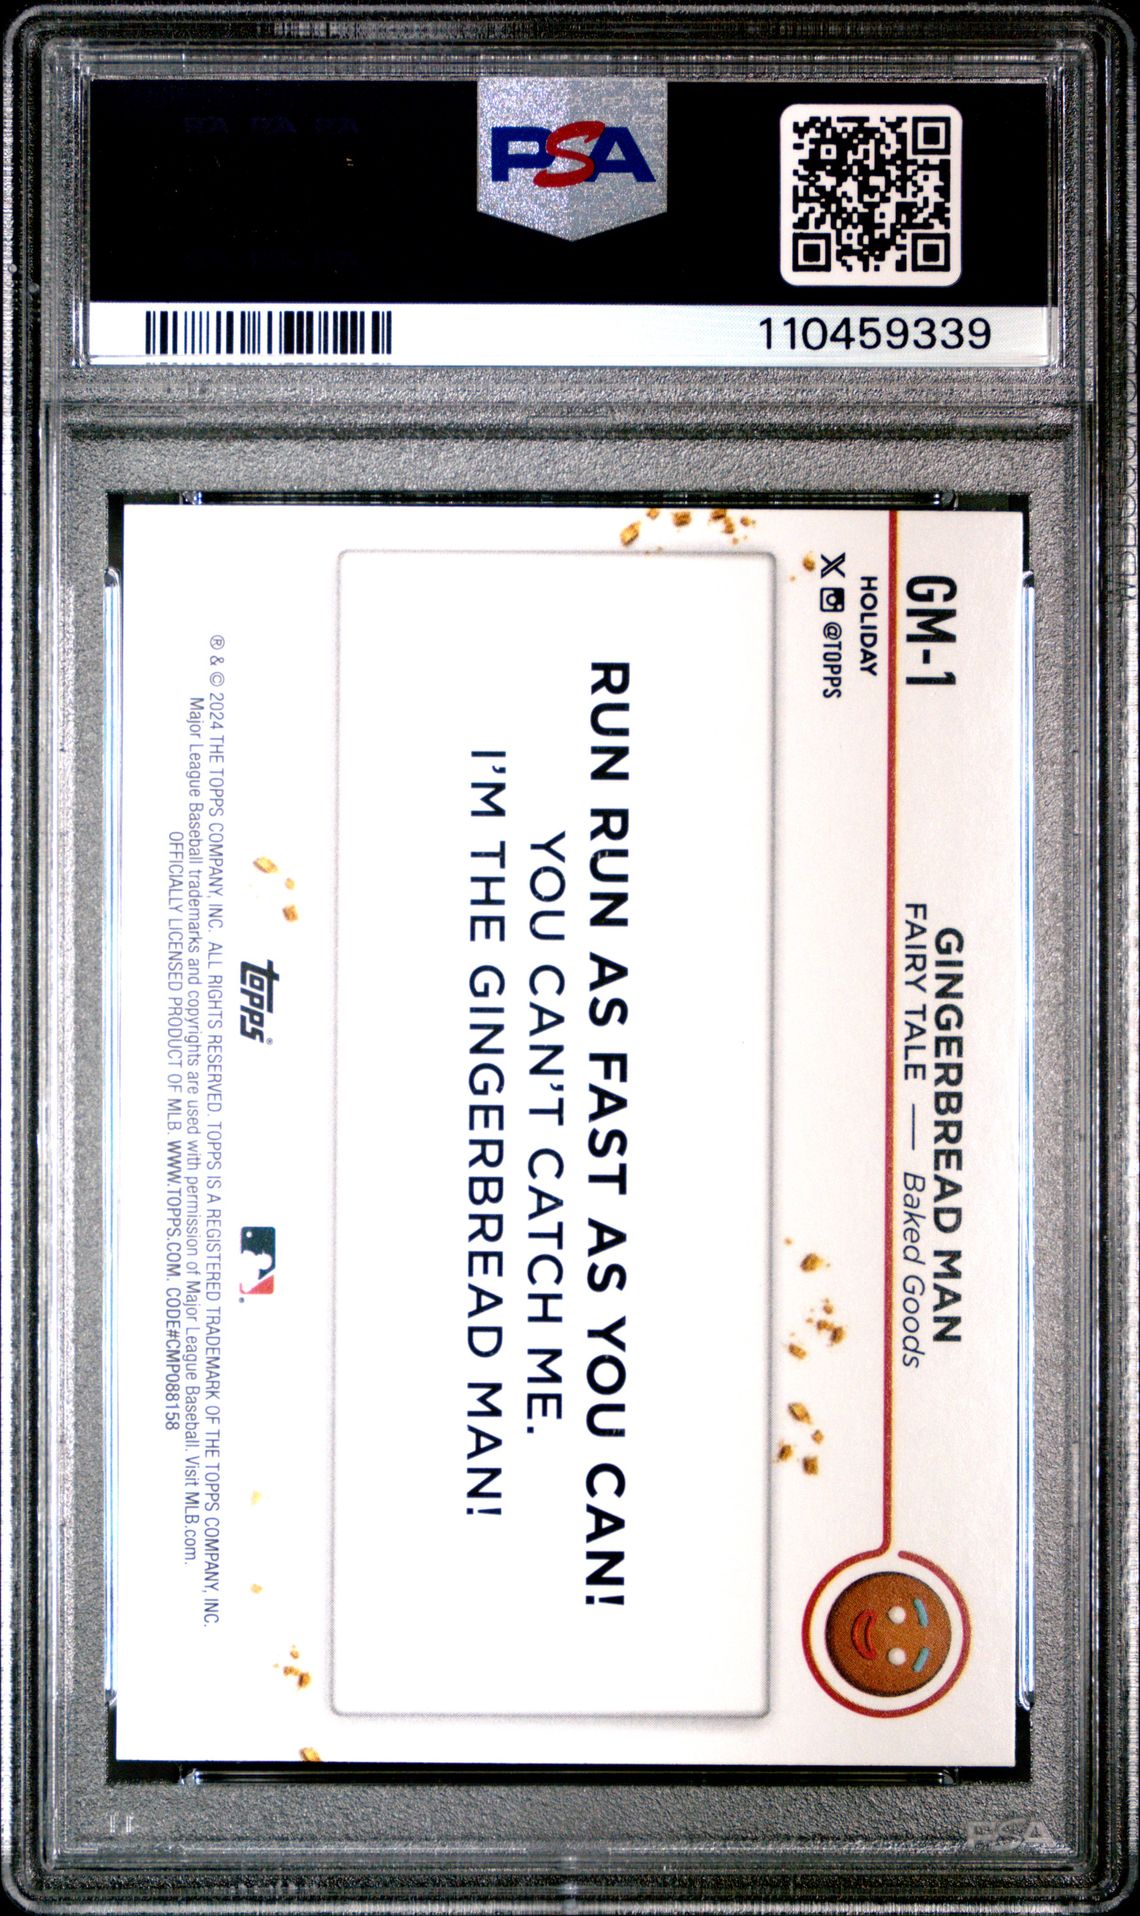 PSA
110459339
GM-1
GINGERBREAD MAN
FAIRY TALE — Baked Goods
HOLIDAY
X @TOPPS
RUN RUN AS FAST AS YOU CAN!
YOU CAN'T CATCH ME.
I'M THE GINGERBREAD MAN!
topps®
® & © 2024 THE TOPPS COMPANY, INC. ALL RIGHTS RESERVED. TOPPS IS A REGISTERED TRADEMARK OF THE TOPPS COMPANY, INC.
Major League Baseball trademarks and copyrights are used with permission of Major League Baseball. Visit MLB.com.
OFFICIALLY LICENSED PRODUCT OF MLB. WWW.TOPPS.COM. CODE#CMP088158
PSA